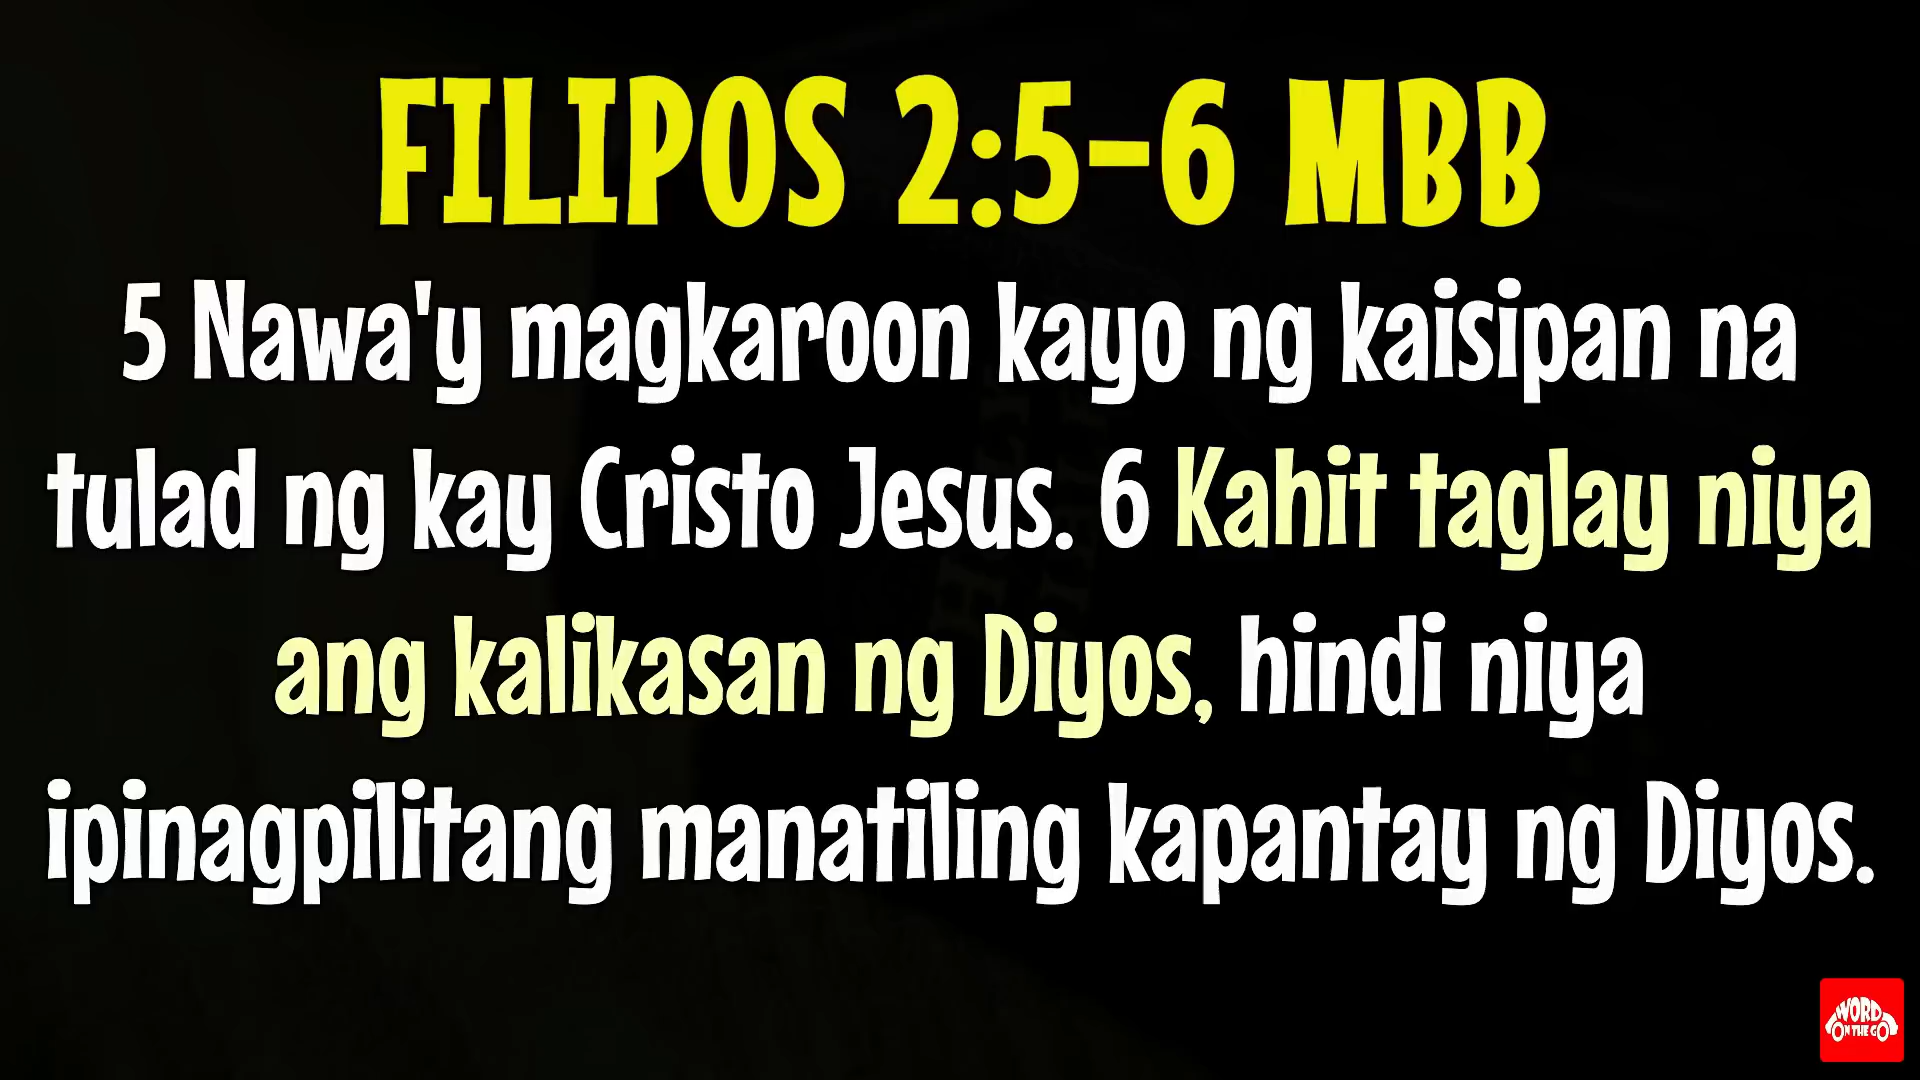 FILIPOS 2:5-6 MBB
5 Nawa'y magkaroon kayo ng kaisipan na
tulad ng kay Cristo Jesus. 6 Kahit taglay niya
ang kalikasan ng Diyos, hindi niya
ipinagpilitang manatiling kapantay ng Diyos.
WORD
ON THE GO